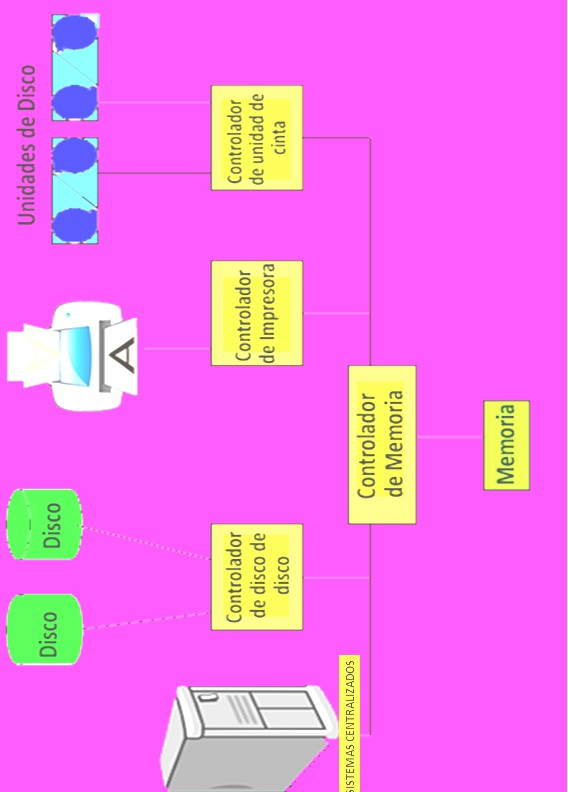 Disco
Disco
A
Unidades de Disco
Controlador
de disco de
disco
Controlador
de Impresora
Controlador
de unidad de
cinta
SISTEMAS CENTRALIZADOS
Controlador
de Memoria
Memoria